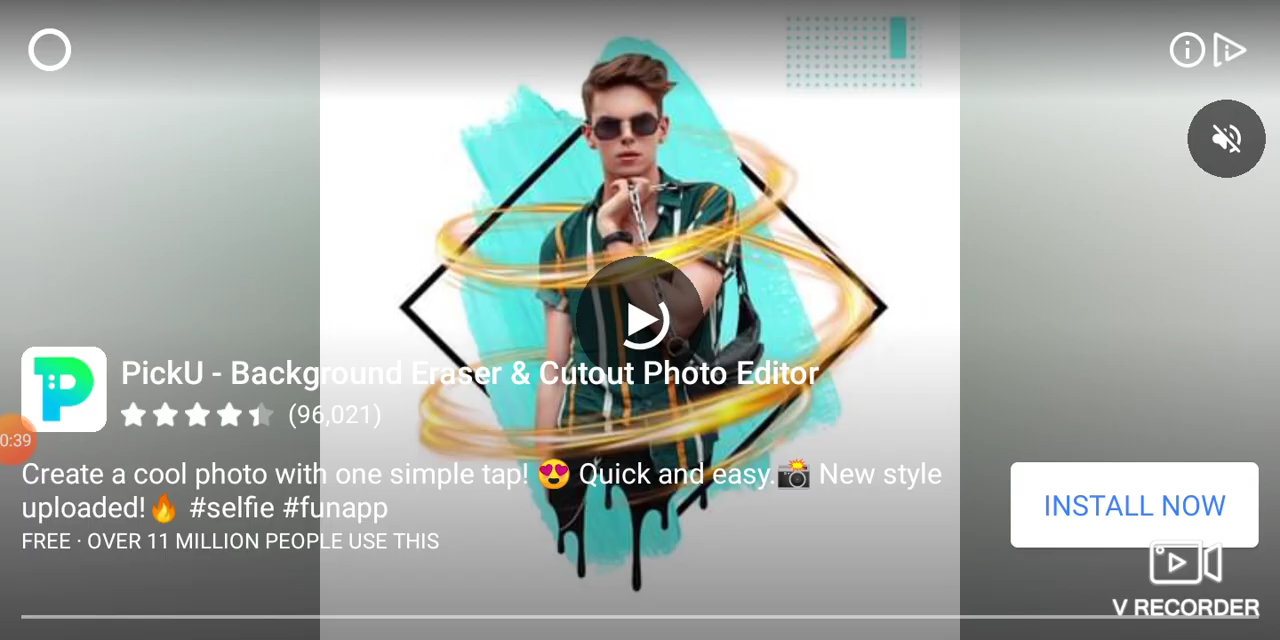 PickU - Background Eraser & Cutout Photo Editor
(96,021)
0:39
Create a cool photo with one simple tap! 😍 Quick and easy.📸 New style
uploaded!🔥 #selfie #funapp
FREE · OVER 11 MILLION PEOPLE USE THIS
INSTALL NOW
V RECORDER